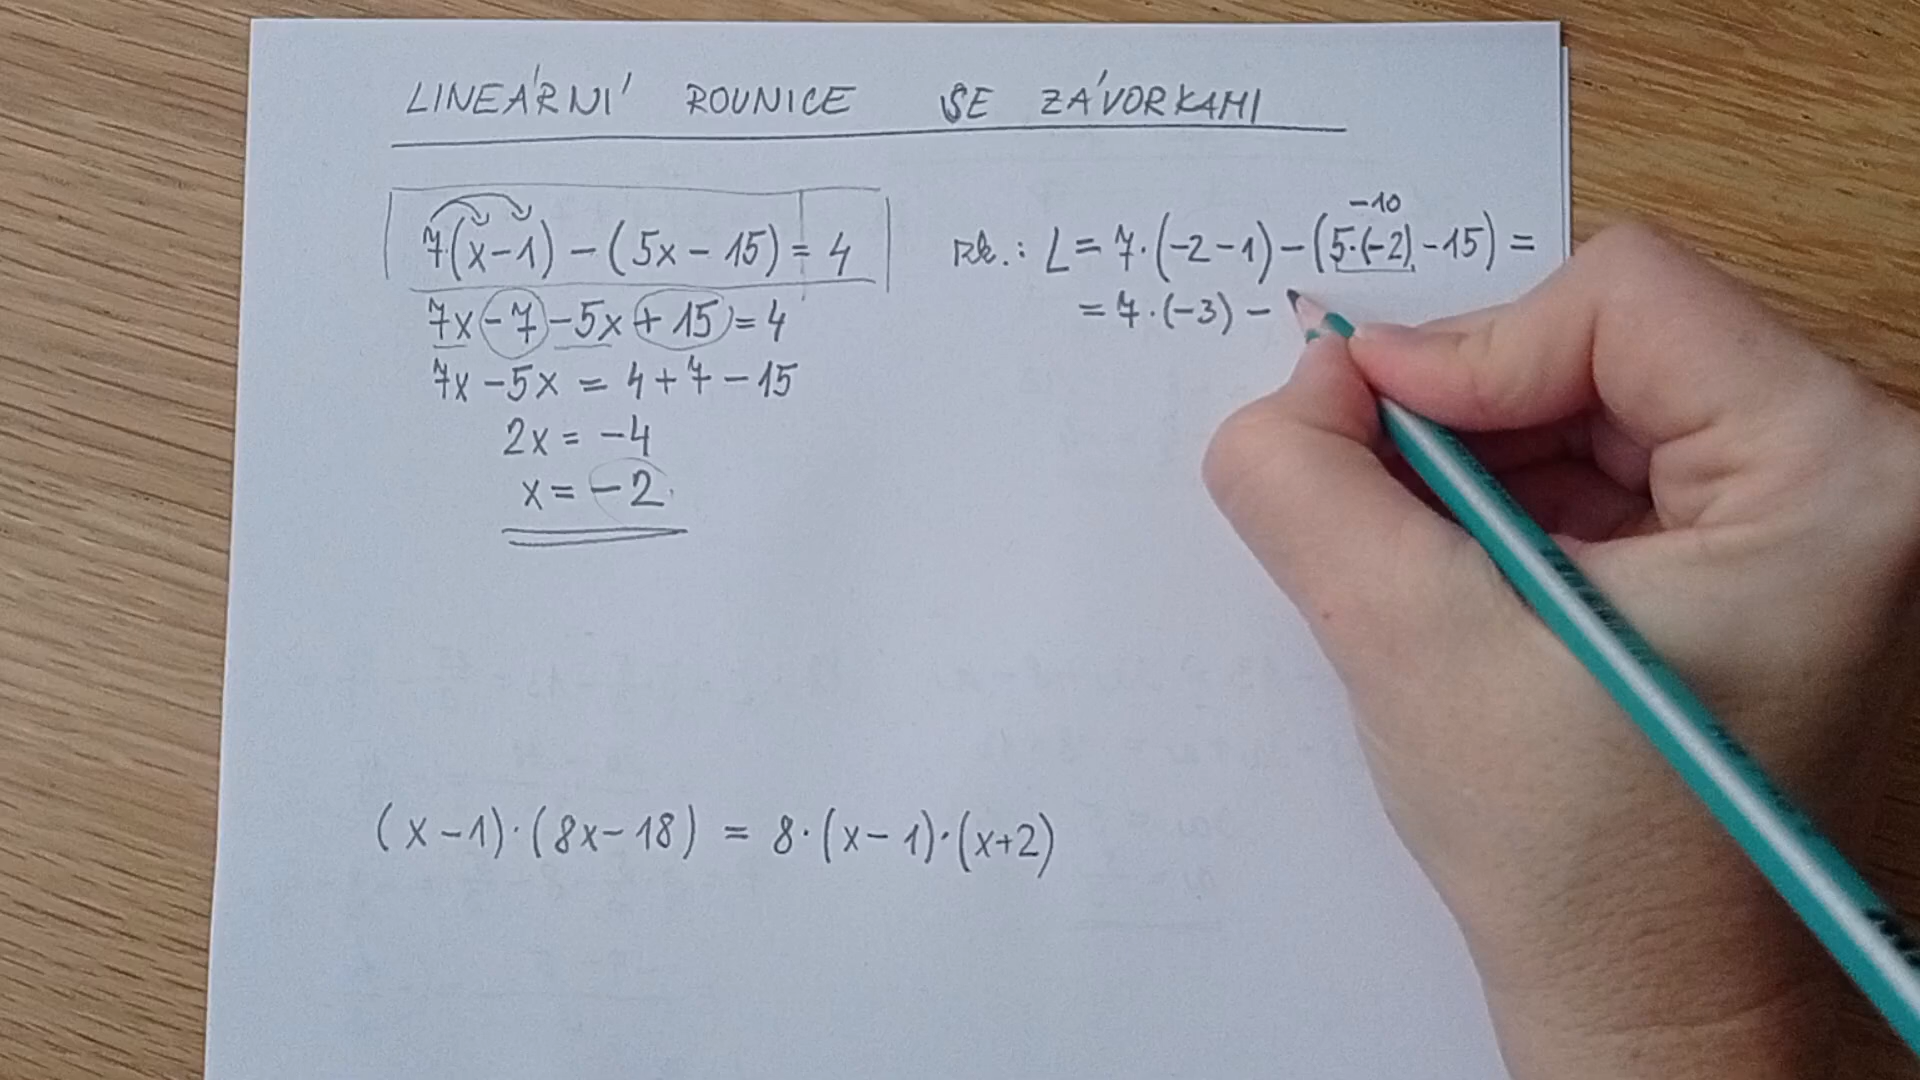 LINEÁRNÍ ROVNICE SE ZÁVORKAMI
7·(x-1) - (5x - 15) = 4
7x - 7 - 5x + 15 = 4
7x - 5x = 4 + 7 - 15
2x = -4
x = -2
-10
Zk.: L = 7·(-2-1) - (5·(-2) - 15) =
= 7·(-3) -
(x-1)·(8x-18) = 8·(x-1)·(x+2)